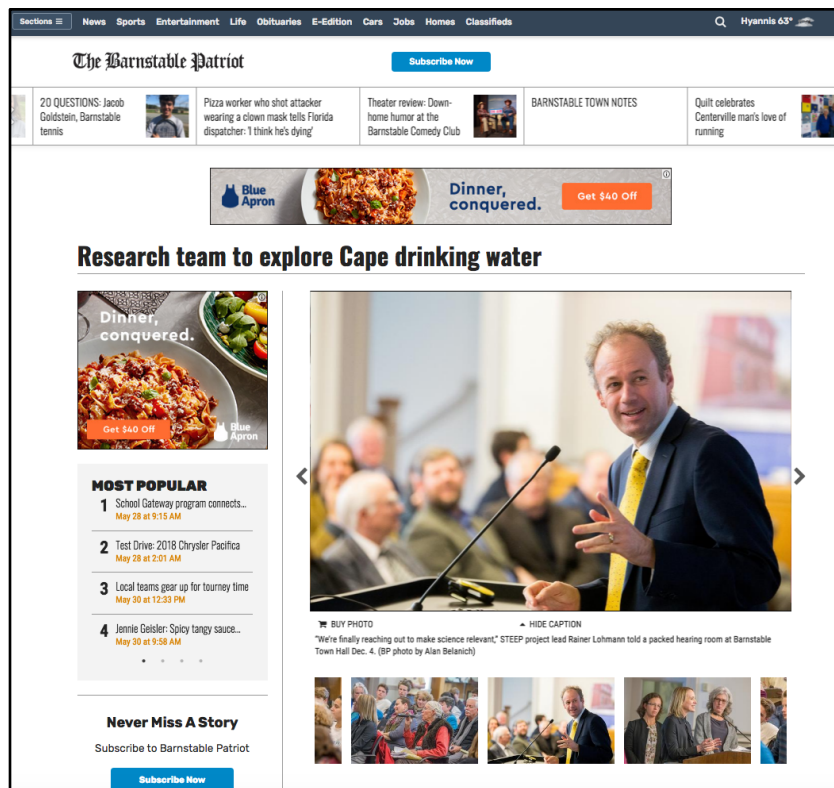 Sections ☰ News Sports Entertainment Life Obituaries E-Edition Cars Jobs Homes Classifieds Hyannis 63°
The Barnstable Patriot
Subscribe Now
20 QUESTIONS: Jacob
Goldstein, Barnstable
tennis
Pizza worker who shot attacker
wearing a clown mask tells Florida
dispatcher: 'I think he's dying'
Theater review: Down-
home humor at the
Barnstable Comedy Club
BARNSTABLE TOWN NOTES
Quilt celebrates
Centerville man's love of
running
Blue
Apron
Dinner,
conquered.
Get $40 Off
Research team to explore Cape drinking water
Dinner,
conquered.
Get $40 Off
Blue
Apron
MOST POPULAR
1 School Gateway program connects...
May 28 at 9:15 AM
2 Test Drive: 2018 Chrysler Pacifica
May 28 at 2:01 AM
3 Local teams gear up for tourney time
May 30 at 12:33 PM
4 Jennie Geisler: Spicy tangy sauce...
May 30 at 9:58 AM
Never Miss A Story
Subscribe to Barnstable Patriot
Subscribe Now
BUY PHOTO
HIDE CAPTION
"We're finally reaching out to make science relevant," STEEP project lead Rainer Lohmann told a packed hearing room at Barnstable
Town Hall Dec. 4. (BP photo by Alan Belanich)